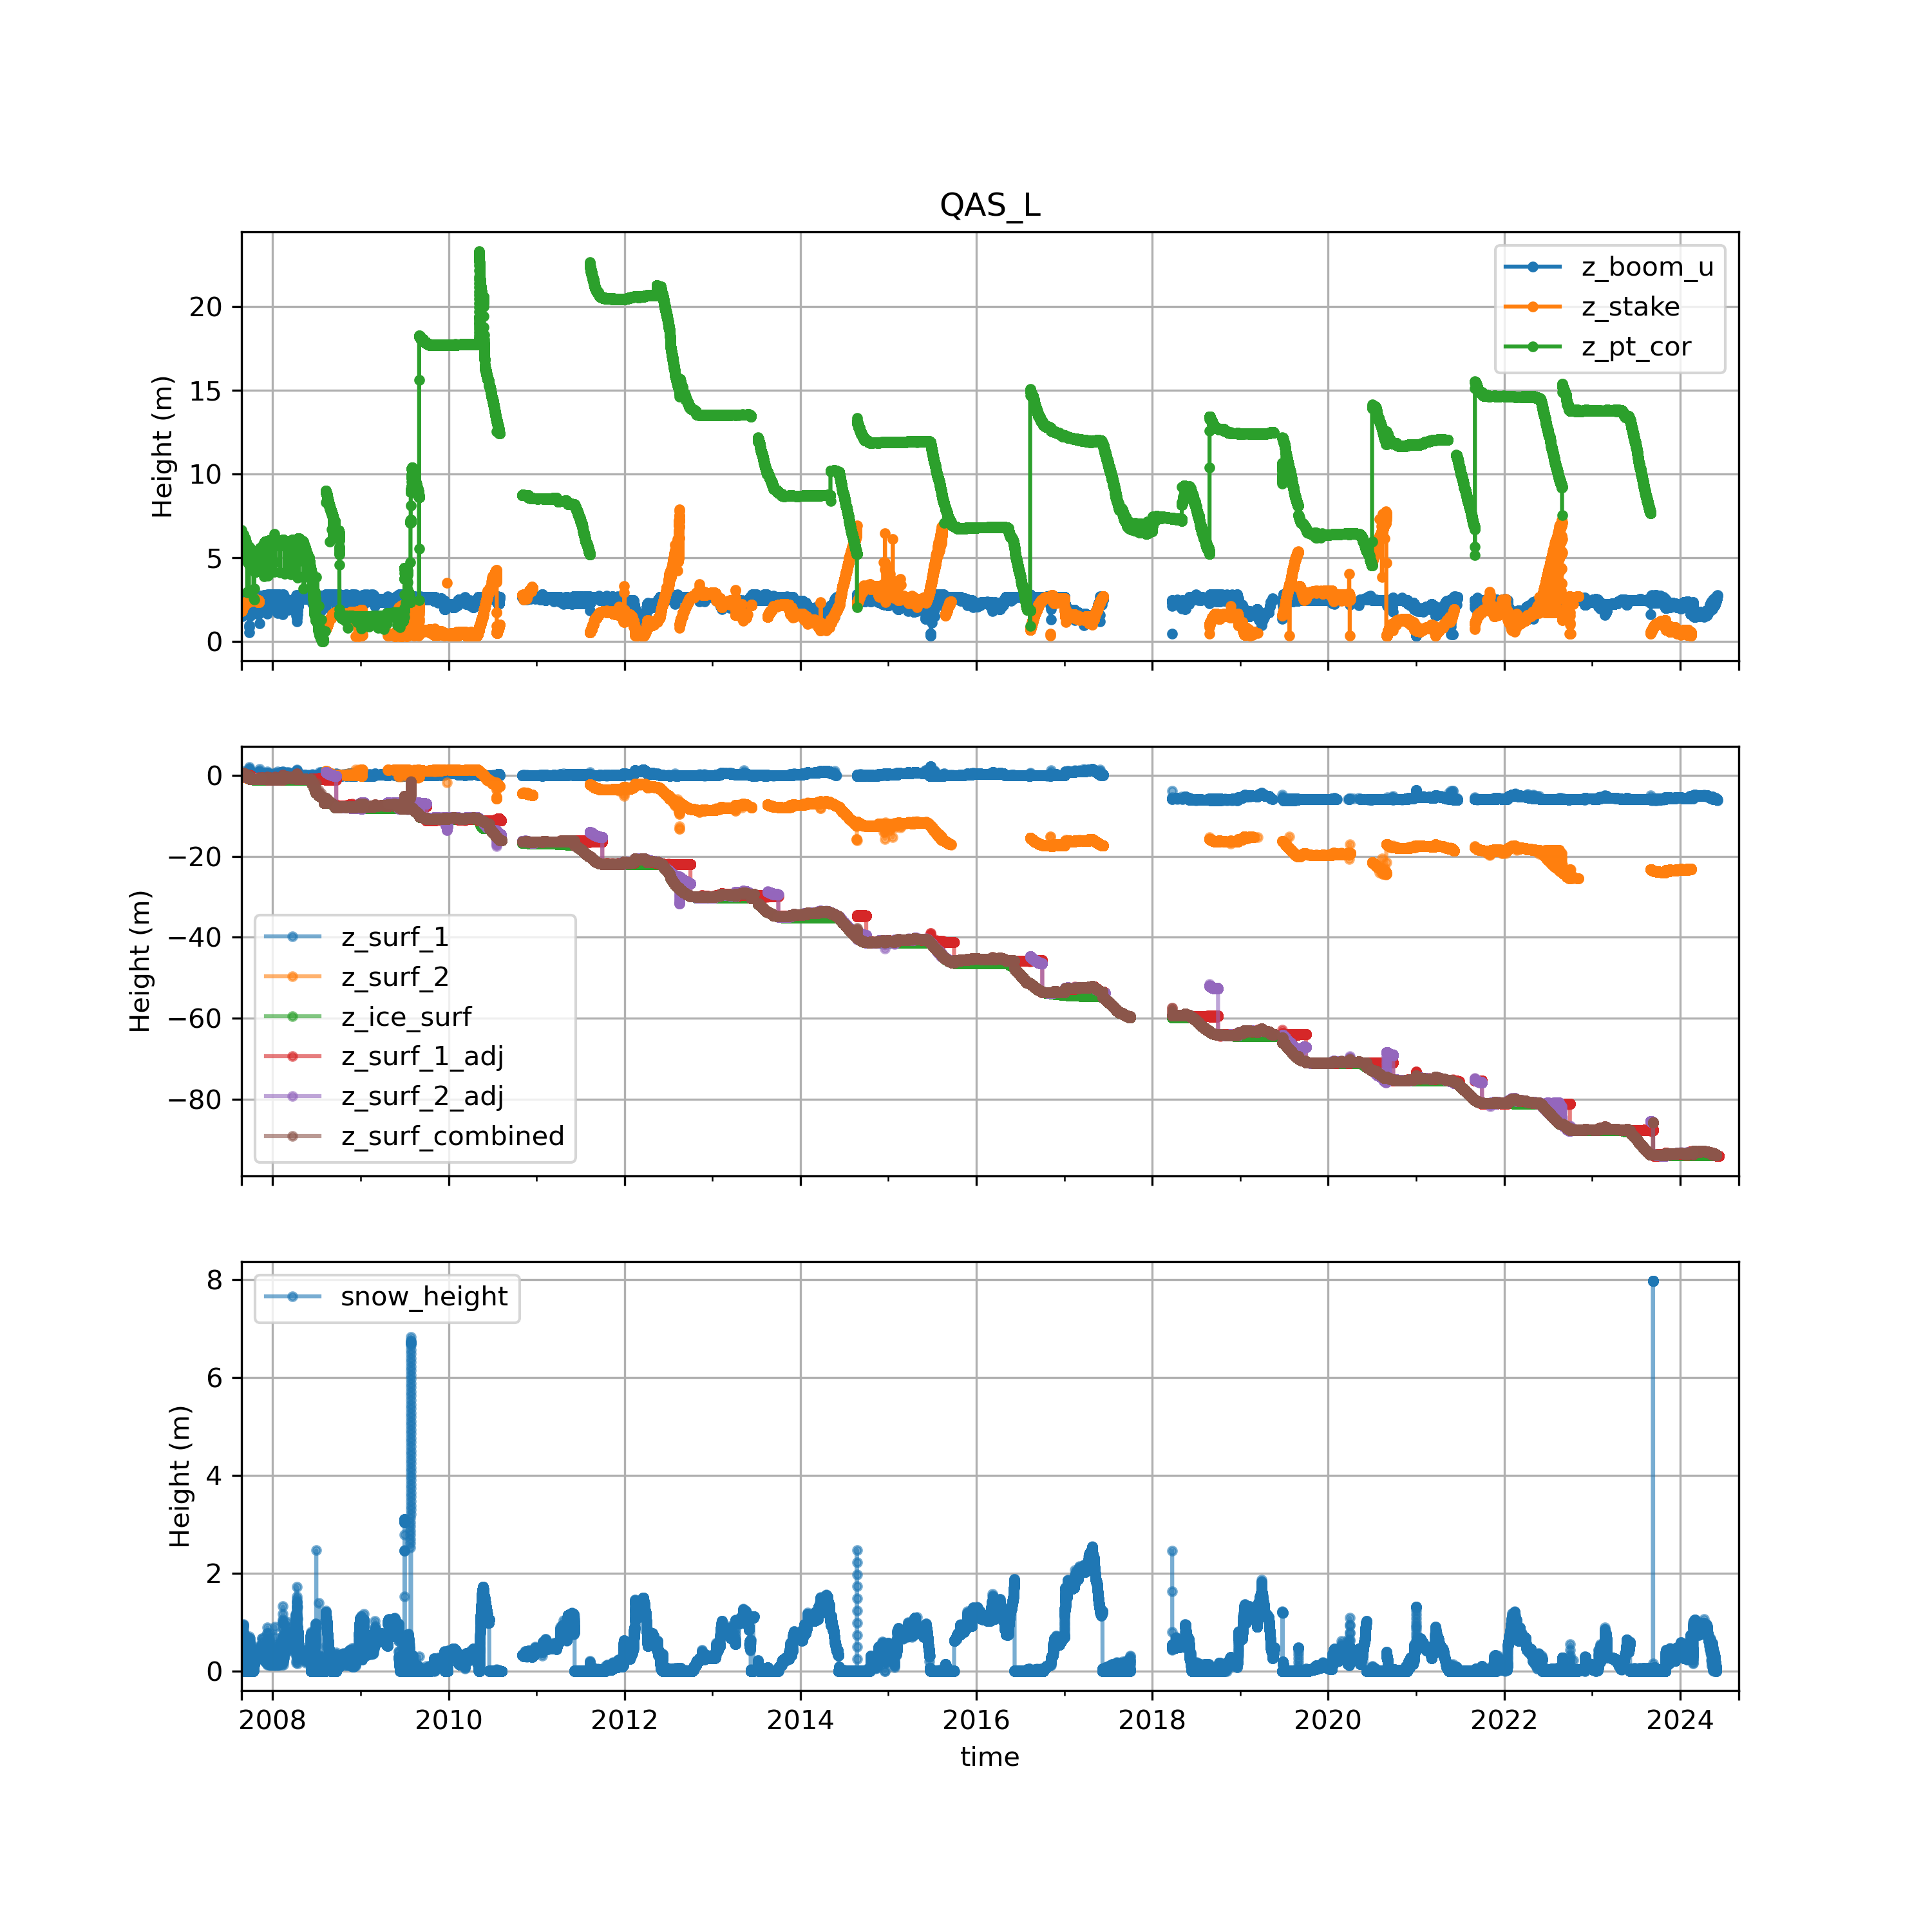 QAS_L
Height (m)
20
15
10
5
0
z_boom_u
z_stake
z_pt_cor
Height (m)
0
−20
−40
−60
−80
z_surf_1
z_surf_2
z_ice_surf
z_surf_1_adj
z_surf_2_adj
z_surf_combined
Height (m)
8
6
4
2
0
snow_height
2008 2010 2012 2014 2016 2018 2020 2022 2024
time